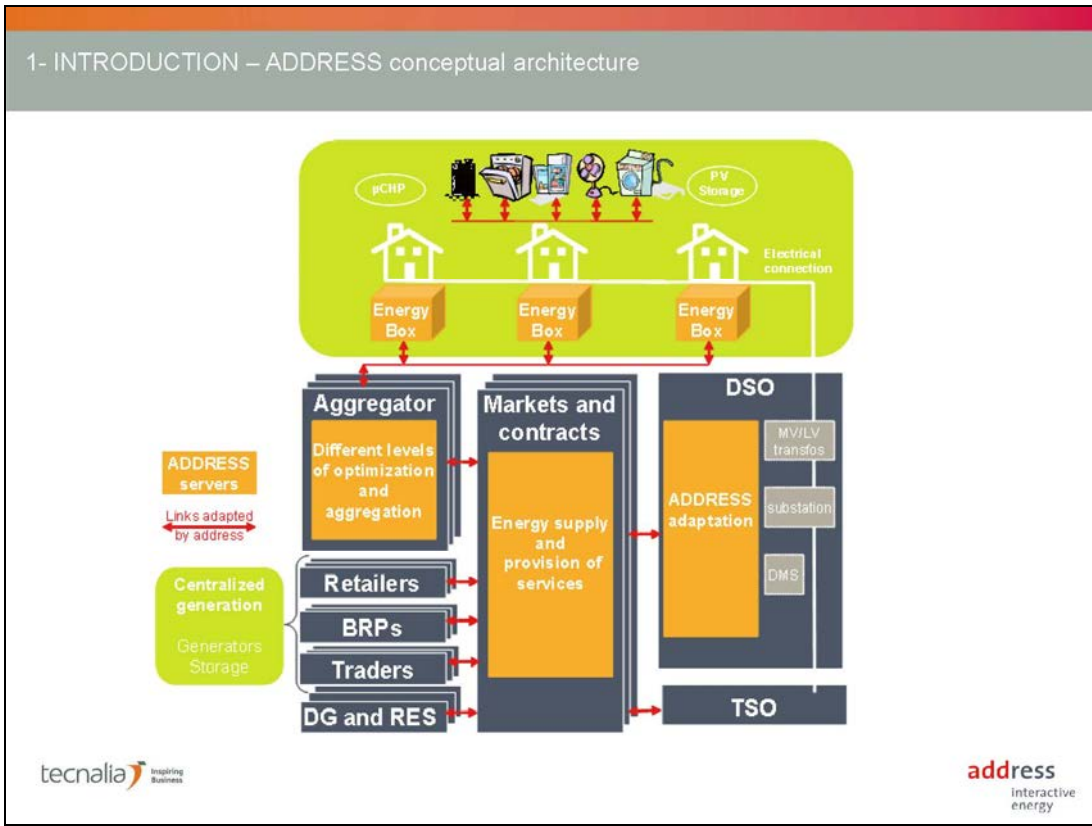 1- INTRODUCTION – ADDRESS conceptual architecture
µCHP
PV
Storage
Electrical
connection
Energy
Box
Energy
Box
Energy
Box
Aggregator
Different levels
of optimization
and
aggregation
Markets and
contracts
Energy supply
and
provision of
services
DSO
ADDRESS
adaptation
MV/LV
transfos
substation
DMS
ADDRESS
servers
Links adapted
by address
Centralized
generation
Generators
Storage
Retailers
BRPs
Traders
DG and RES
TSO
tecnalia Inspiring
Business
address
interactive
energy